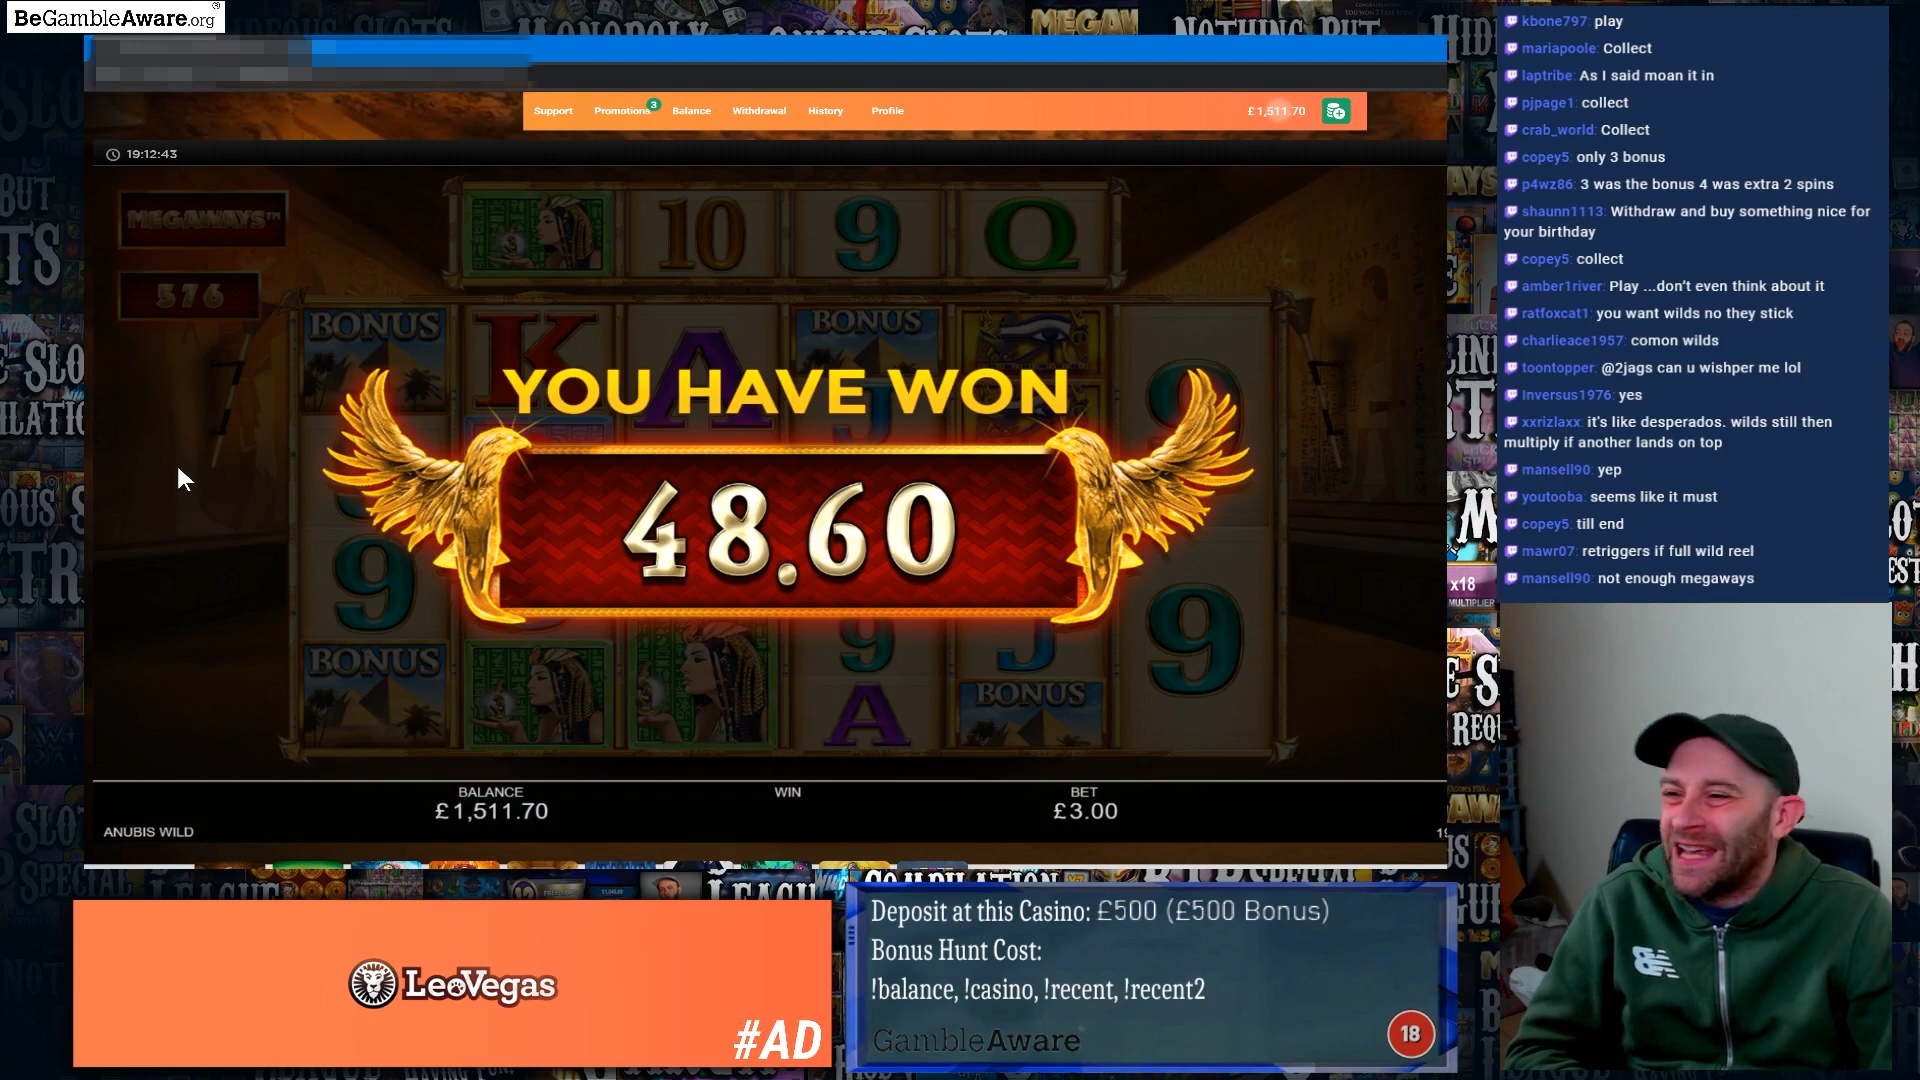 BeGambleAware.org®
Support Promotions 3 Balance Withdrawal History Profile £1,511.70
19:12:43
MEGAWAYS™
576
10 9 Q
BONUS K A BONUS 9
YOU HAVE WON
48.60
9 9 J 9
BONUS A BONUS
BALANCE WIN BET
£1,511.70 £3.00
ANUBIS WILD
kbone797: play
mariapoole: Collect
laptribe: As I said moan it in
pjpage1: collect
crab_world: Collect
copey5: only 3 bonus
p4wz86: 3 was the bonus 4 was extra 2 spins
shaunn1113: Withdraw and buy something nice for
your birthday
copey5: collect
amber1river: Play ...don't even think about it
ratfoxcat1: you want wilds no they stick
charlieace1957: comon wilds
toontopper: @2jags can u wishper me lol
Inversus1976: yes
xxrizlaxx: it's like desperados. wilds still then
multiply if another lands on top
mansell90: yep
youtooba: seems like it must
copey5: till end
mawr07: retriggers if full wild reel
mansell90: not enough megaways
x18
MULTIPLIER
LeoVegas
#AD
Deposit at this Casino: £500 (£500 Bonus)
Bonus Hunt Cost:
!balance, !casino, !recent, !recent2
GambleAware
18